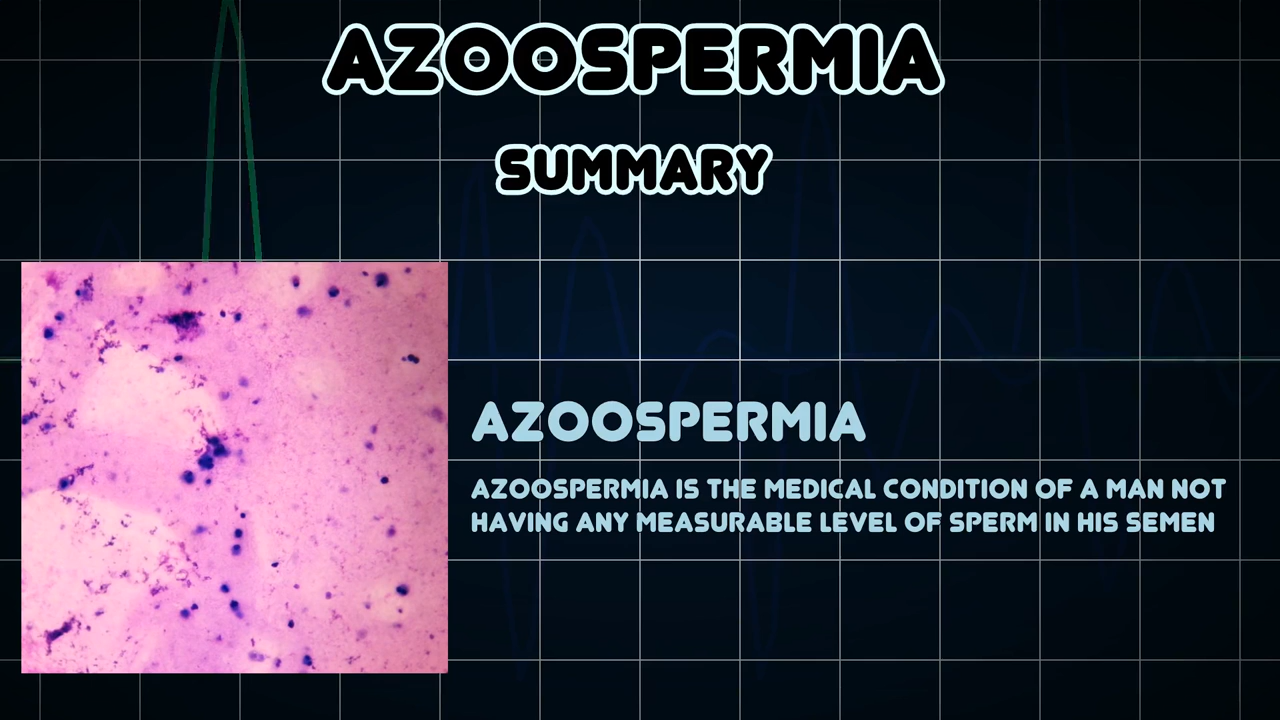 AZOOSPERMIA
SUMMARY
AZOOSPERMIA
AZOOSPERMIA IS THE MEDICAL CONDITION OF A MAN NOT
HAVING ANY MEASURABLE LEVEL OF SPERM IN HIS SEMEN